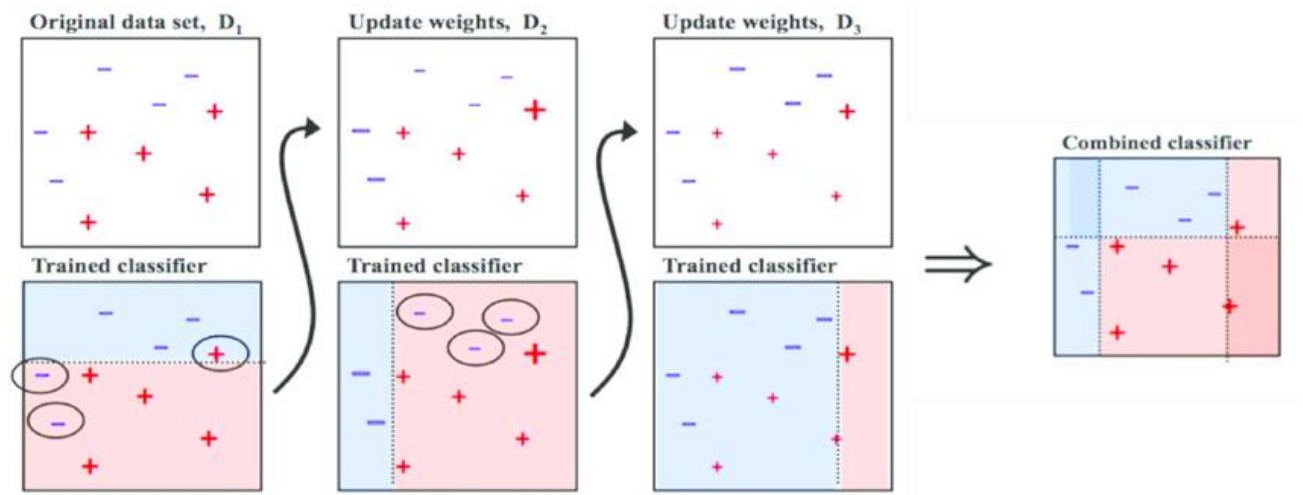 Original data set, D₁
Update weights, D₂
Update weights, D₃
Combined classifier
Trained classifier
Trained classifier
Trained classifier